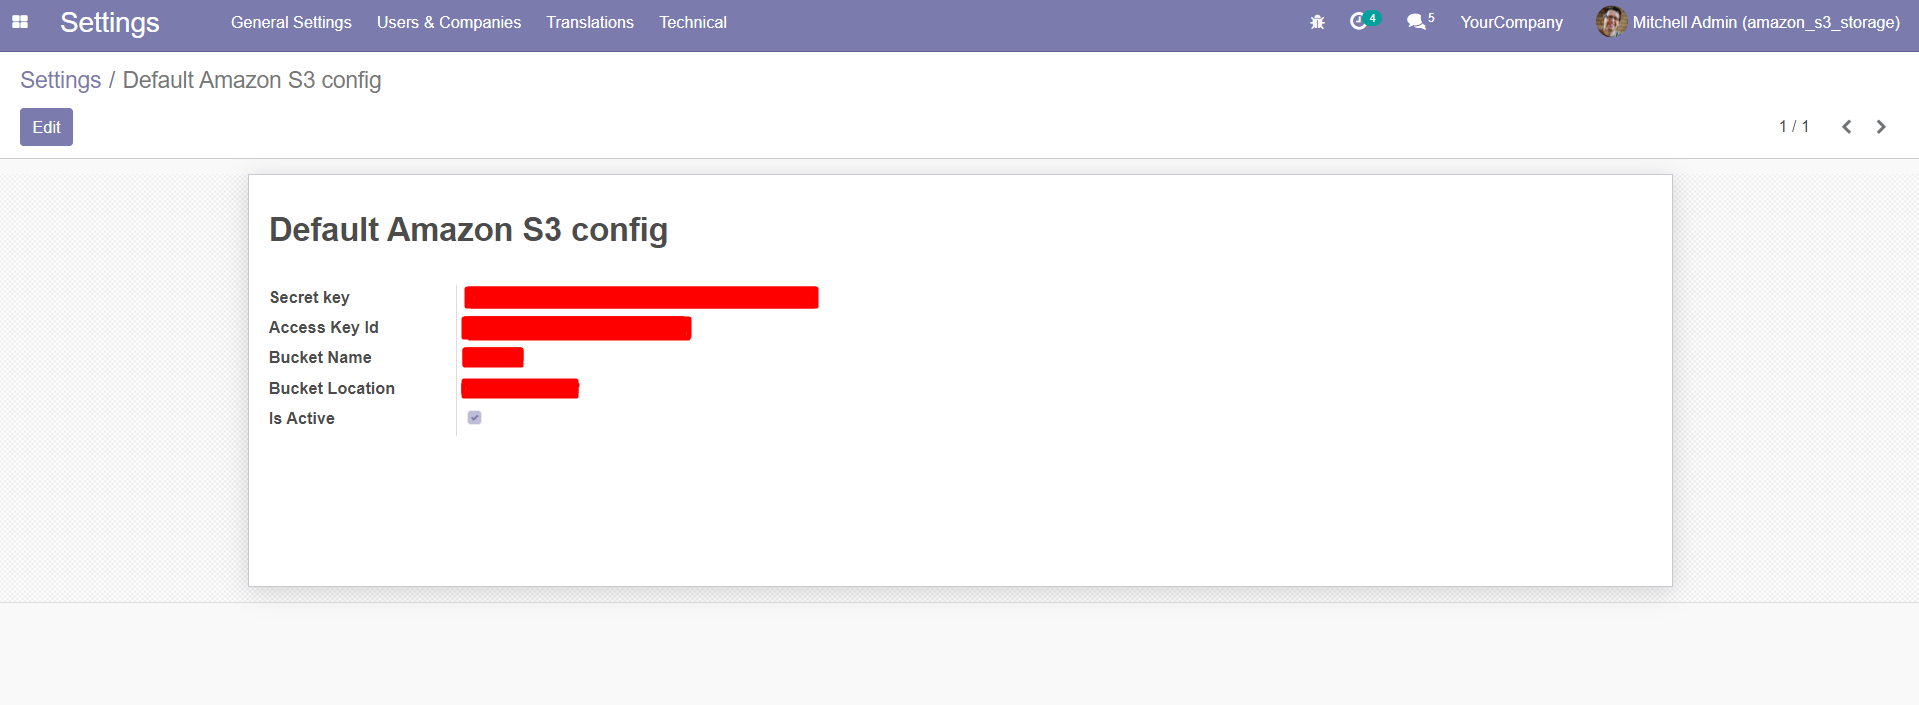 Settings General Settings Users & Companies Translations Technical 4 5 YourCompany Mitchell Admin (amazon_s3_storage)
Settings / Default Amazon S3 config
Edit 1 / 1
Default Amazon S3 config
Secret key
Access Key Id
Bucket Name
Bucket Location
Is Active